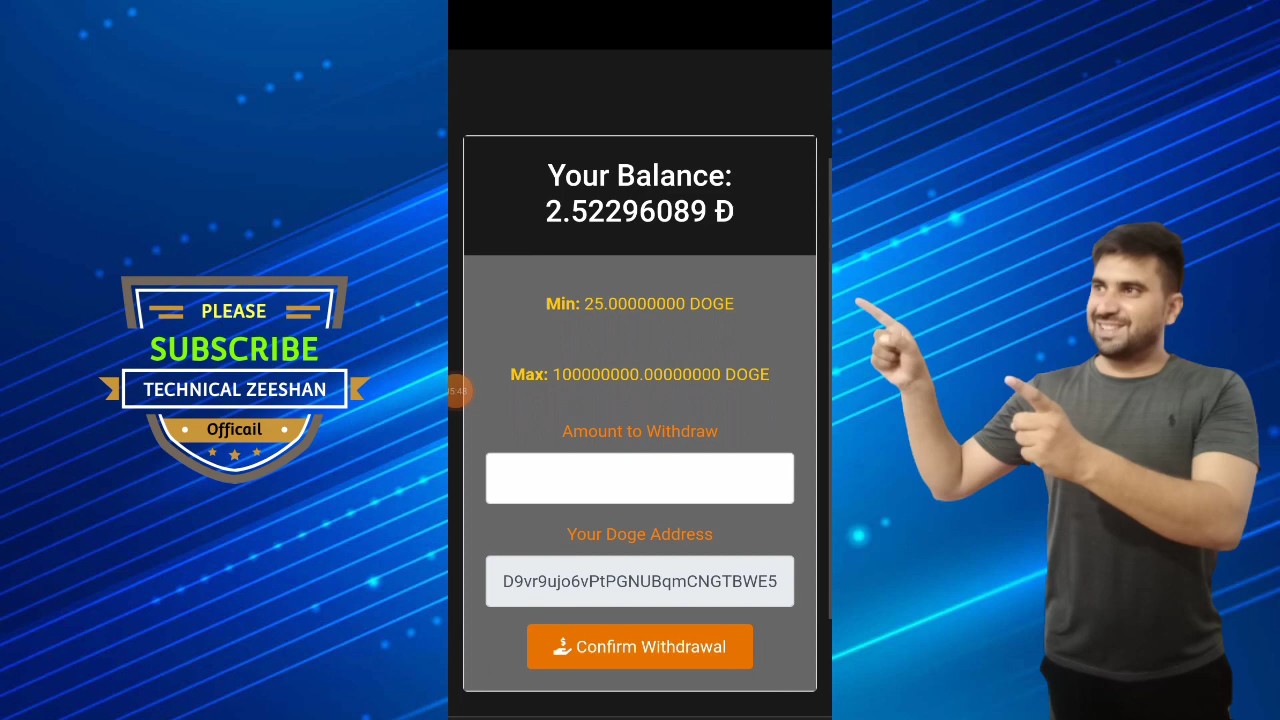 PLEASE
SUBSCRIBE
TECHNICAL ZEESHAN
Officail
Your Balance:
2.52296089 Ð
Min: 25.00000000 DOGE
Max: 100000000.00000000 DOGE
Amount to Withdraw
Your Doge Address
D9vr9ujo6vPtPGNUBqmCNGTBWE5
Confirm Withdrawal